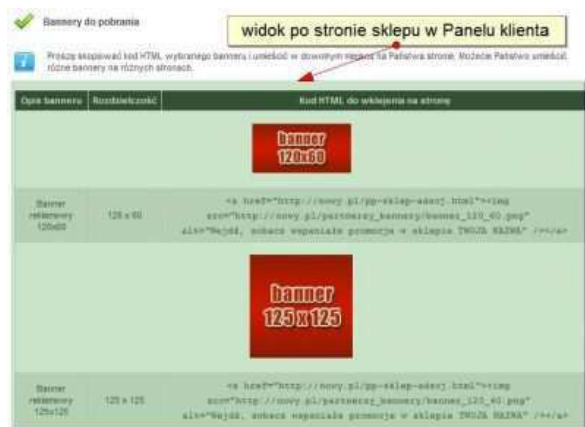 Bannery do pobrania
widok po stronie sklepu w Panelu klienta
Proszę skopiować kod HTML wybranego bannera i umieścić w dowolnym miejscu na Państwa stronie. Możecie Państwo umieścić
różne bannery na różnych stronach.
Opis banneru Rozdzielczość Kod HTML do wklejenia na stronę
banner
120x60
Banner
reklamowy
120x60
120 x 60
<a href="http://nowy.pl/pp-sklep-aderj.html"><img
src="http://nowy.pl/partnerzy_bannery/banner_120_60.png"
alt="Wejdź, zobacz wspaniałe promocje w sklepie TWOJA NAZWA" /></a>
banner
125x125
Banner
reklamowy
125x125
125 x 125
<a href="http://nowy.pl/pp-sklep-aderj.html"><img
src="http://nowy.pl/partnerzy_bannery/banner_125_60.png"
alt="Wejdź, zobacz wspaniałe promocje w sklepie TWOJA NAZWA" /></a>